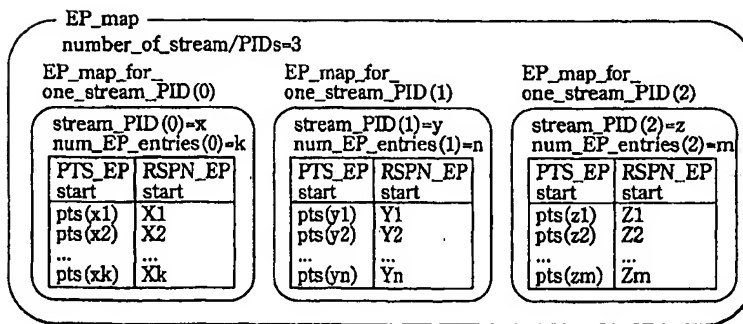 EP_map
number_of_stream/PIDs=3
EP_map_for_
one_stream_PID(0)
stream_PID(0)=x
num_EP_entries(0)=k
PTS_EP RSPN_EP
start start
pts(x1) X1
pts(x2) X2
... ...
pts(xk) Xk
EP_map_for_
one_stream_PID(1)
stream_PID(1)=y
num_EP_entries(1)=n
PTS_EP RSPN_EP
start start
pts(y1) Y1
pts(y2) Y2
... ...
pts(yn) Yn
EP_map_for_
one_stream_PID(2)
stream_PID(2)=z
num_EP_entries(2)=m
PTS_EP RSPN_EP
start start
pts(z1) Z1
pts(z2) Z2
... ...
pts(zm) Zm